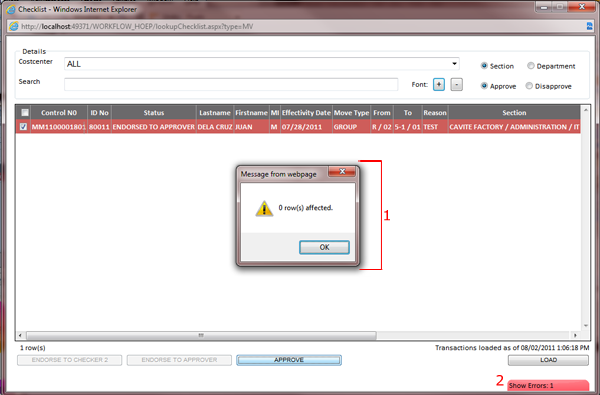 Checklist - Windows Internet Explorer
http://localhost:49371/WORKFLOW_HOEP/lookupChecklist.aspx?type=MV
Details
Costcenter ALL Section Department
Search Font: + - Approve Disapprove
Control N0 ID No Status Lastname Firstname MI Effectivity Date Move Type From To Reason Section
MM1100001801 80011 ENDORSED TO APPROVER DELA CRUZ JUAN M 07/28/2011 GROUP R / 02 5-1 / 01 TEST CAVITE FACTORY / ADMINISTRATION / IT
Message from webpage
0 row(s) affected.
OK
1
1 row(s) Transactions loaded as of 08/02/2011 1:06:18 PM
ENDORSE TO CHECKER 2 ENDORSE TO APPROVER APPROVE LOAD
2 Show Errors: 1